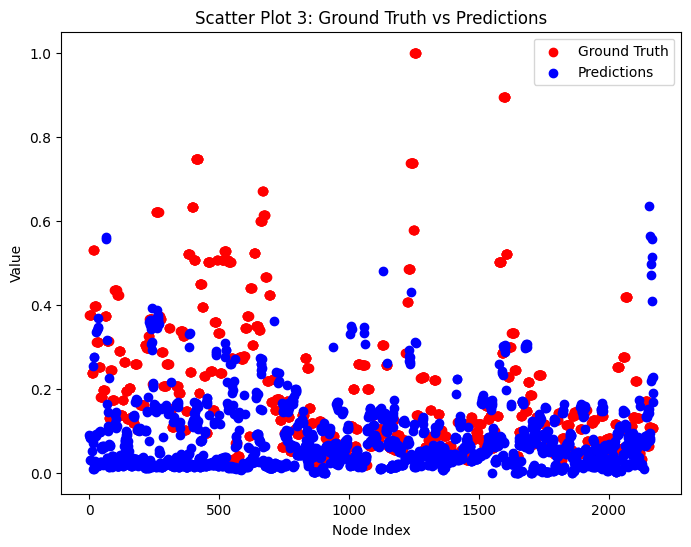 Scatter Plot 3: Ground Truth vs Predictions
Ground Truth
Predictions
Value
1.0
0.8
0.6
0.4
0.2
0.0
0
500
1000
1500
2000
Node Index